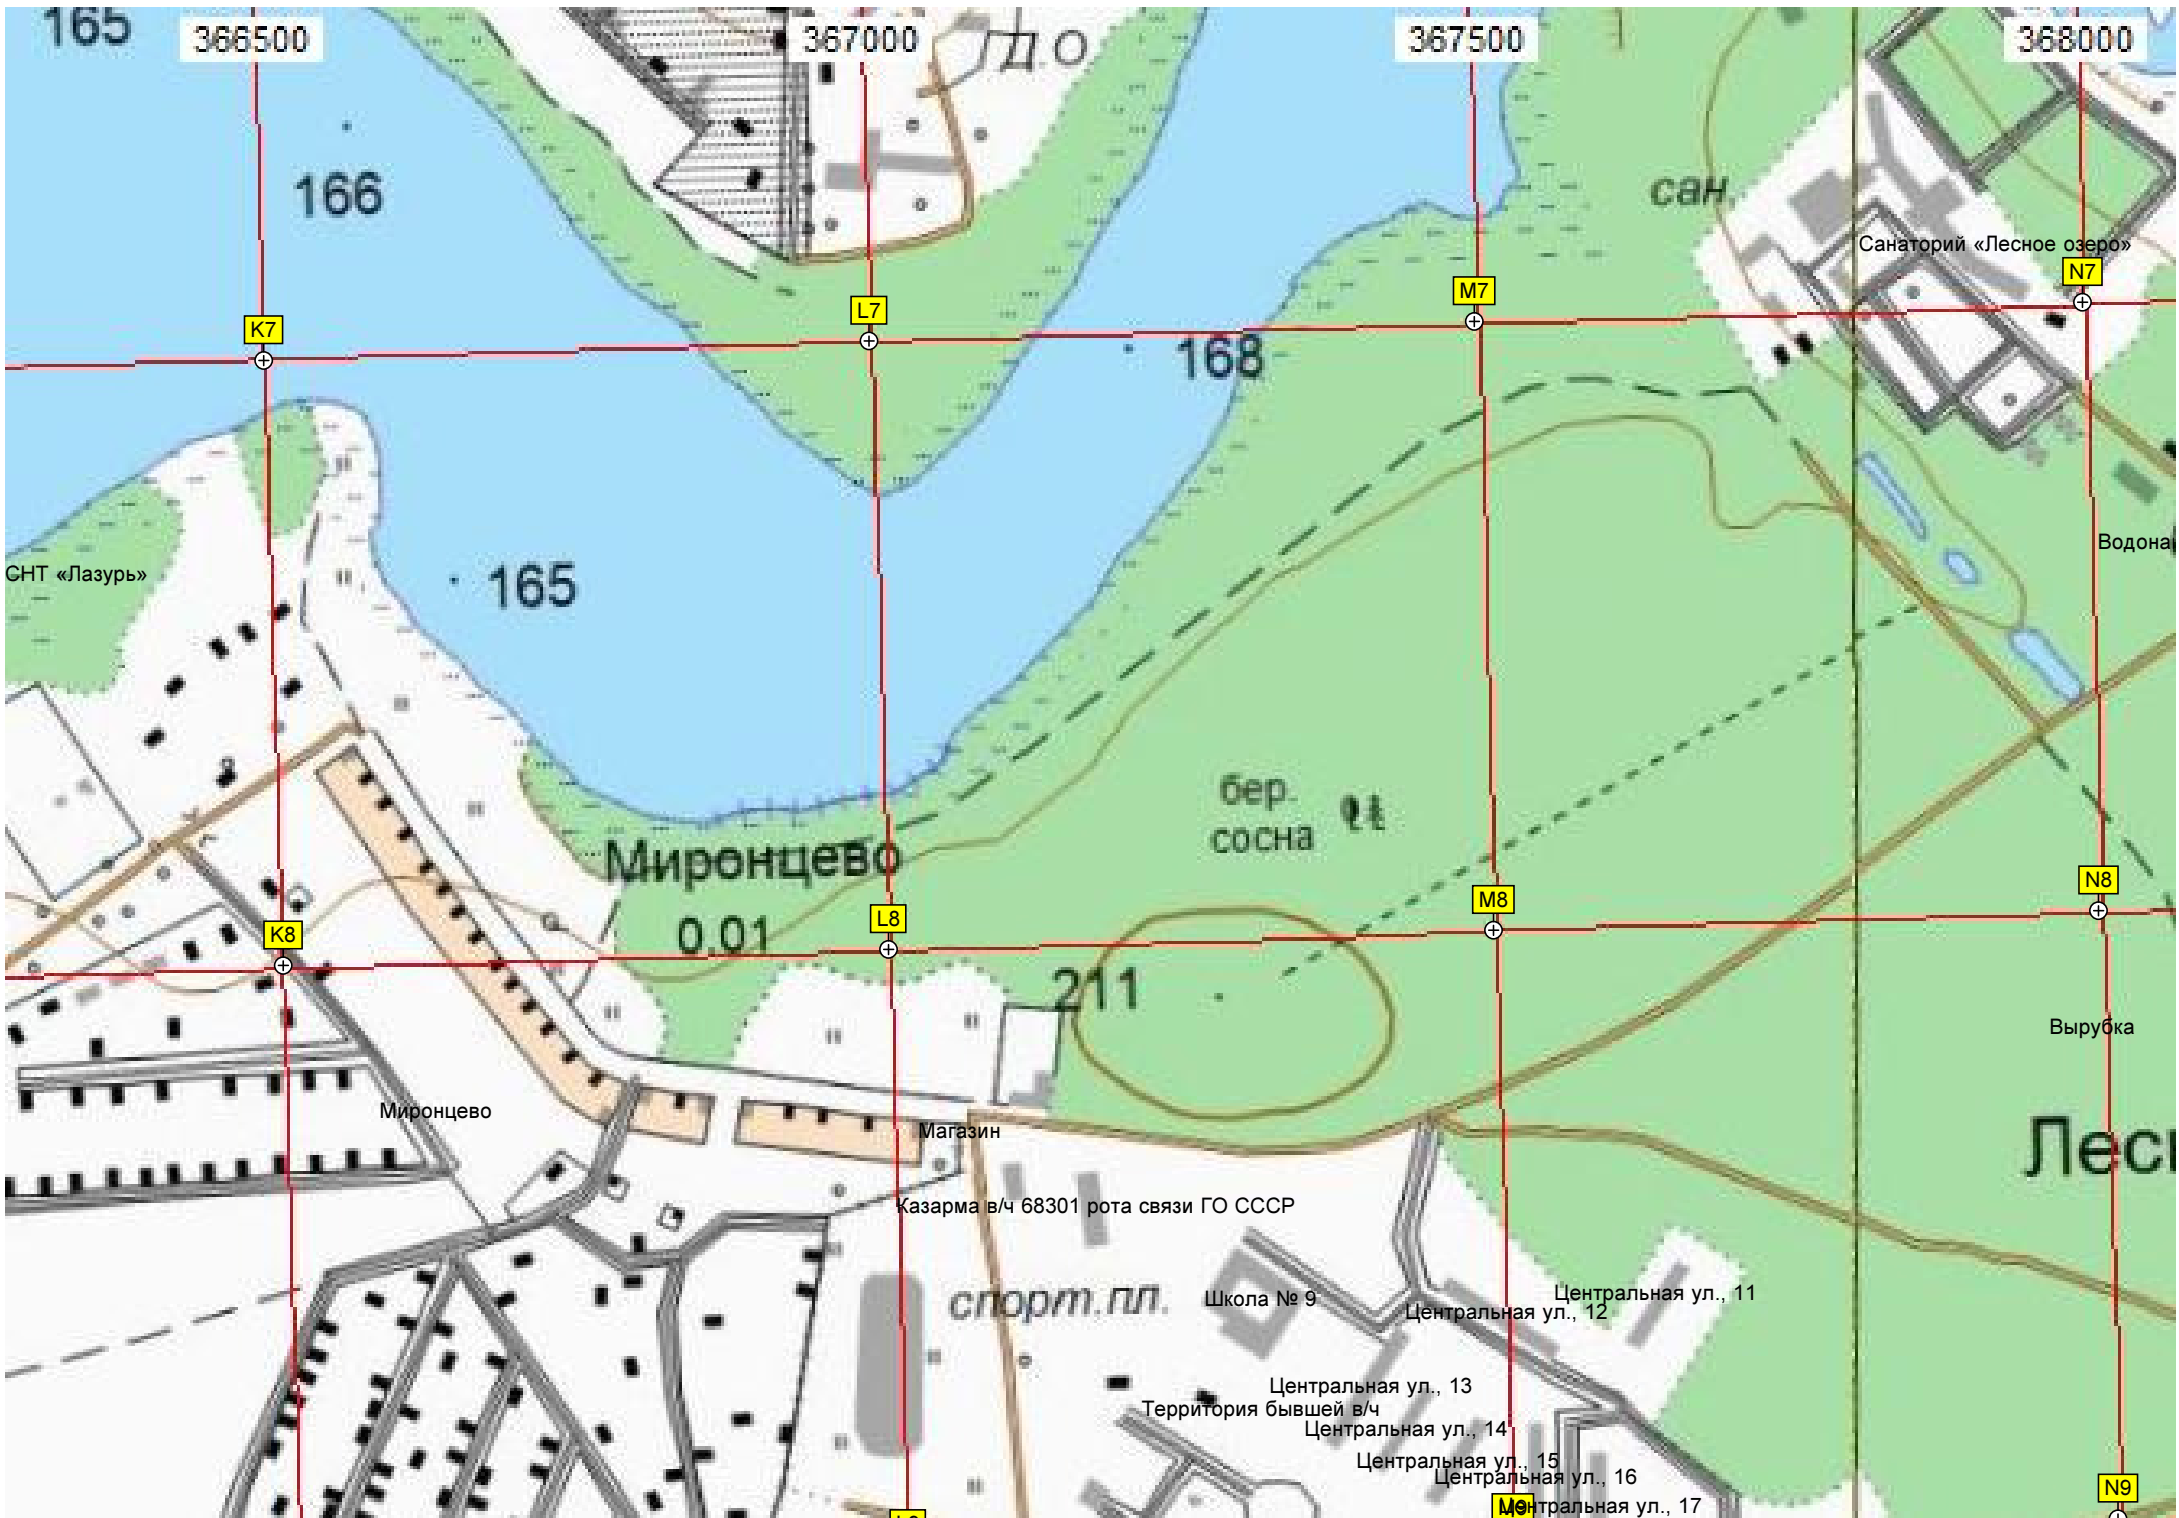 165
366500
367000
367500
368000
Д.О
166
сан.
Санаторий «Лесное озеро»
N7
M7
L7
K7
168
Водона
165
СНТ «Лазурь»
бер.
сосна
Миронцево
0.01
N8
M8
L8
K8
211
Вырубка
Миронцево
Магазин
Лес
Казарма в/ч 68301 рота связи ГО СССР
спорт.пл.
Школа № 9
Центральная ул., 11
Центральная ул., 12
Центральная ул., 13
Территория бывшей в/ч
Центральная ул., 14
Центральная ул., 15
Центральная ул., 16
N9
M9
Центральная ул., 17